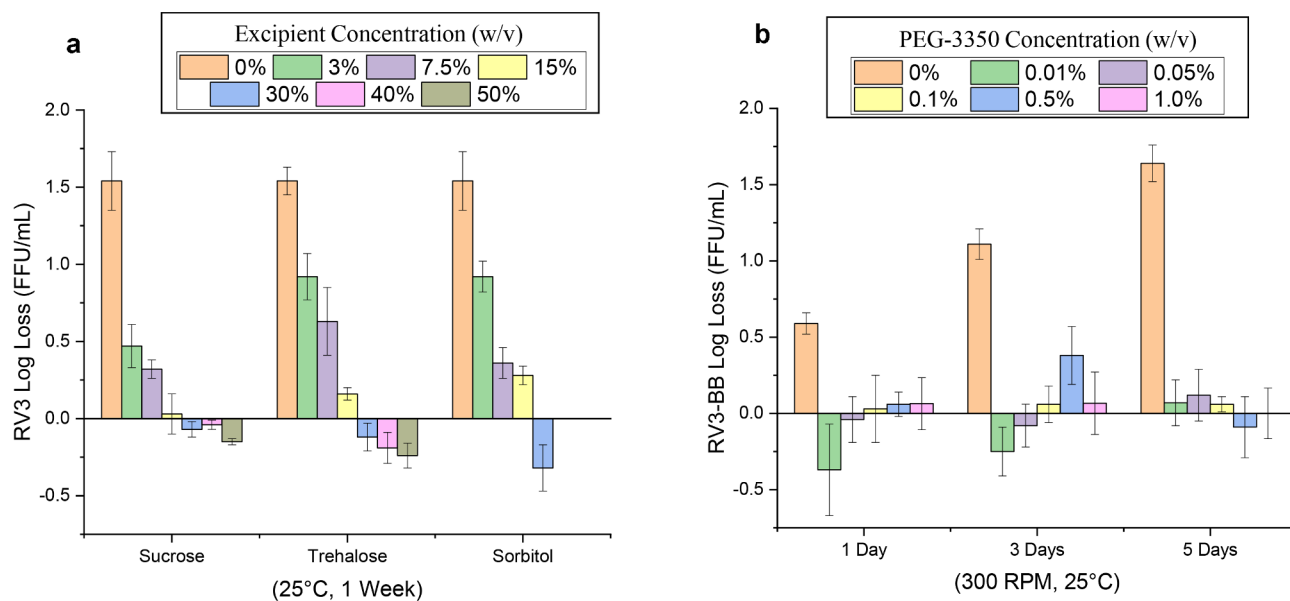 a
Excipient Concentration (w/v)
0% 3% 7.5% 15%
30% 40% 50%
RV3 Log Loss (FFU/mL)
2.0
1.5
1.0
0.5
0.0
-0.5
Sucrose Trehalose Sorbitol
(25°C, 1 Week)
b
PEG-3350 Concentration (w/v)
0% 0.01% 0.05%
0.1% 0.5% 1.0%
RV3-BB Log Loss (FFU/mL)
2.0
1.5
1.0
0.5
0.0
-0.5
1 Day 3 Days 5 Days
(300 RPM, 25°C)